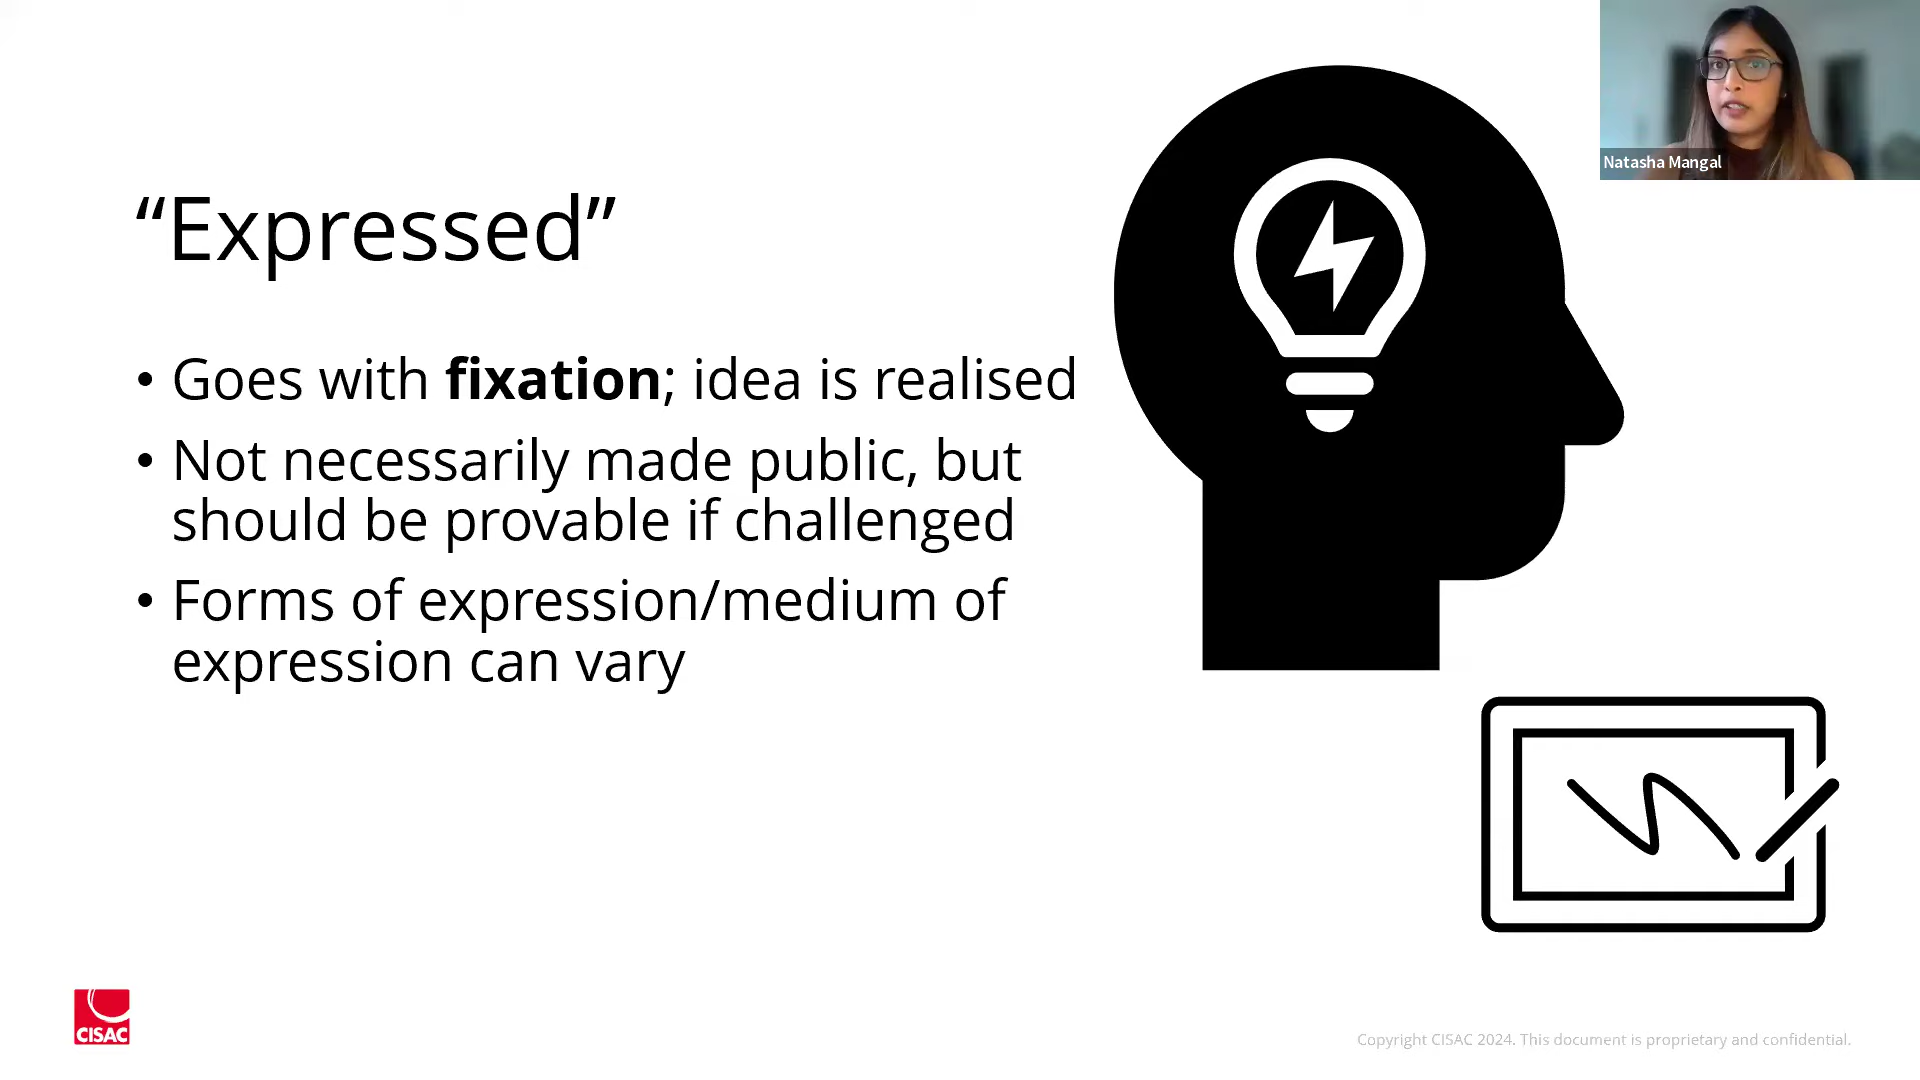 Natasha Mangal
“Expressed”
• Goes with fixation; idea is realised
• Not necessarily made public, but
should be provable if challenged
• Forms of expression/medium of
expression can vary
CISAC
Copyright CISAC 2024. This document is proprietary and confidential.